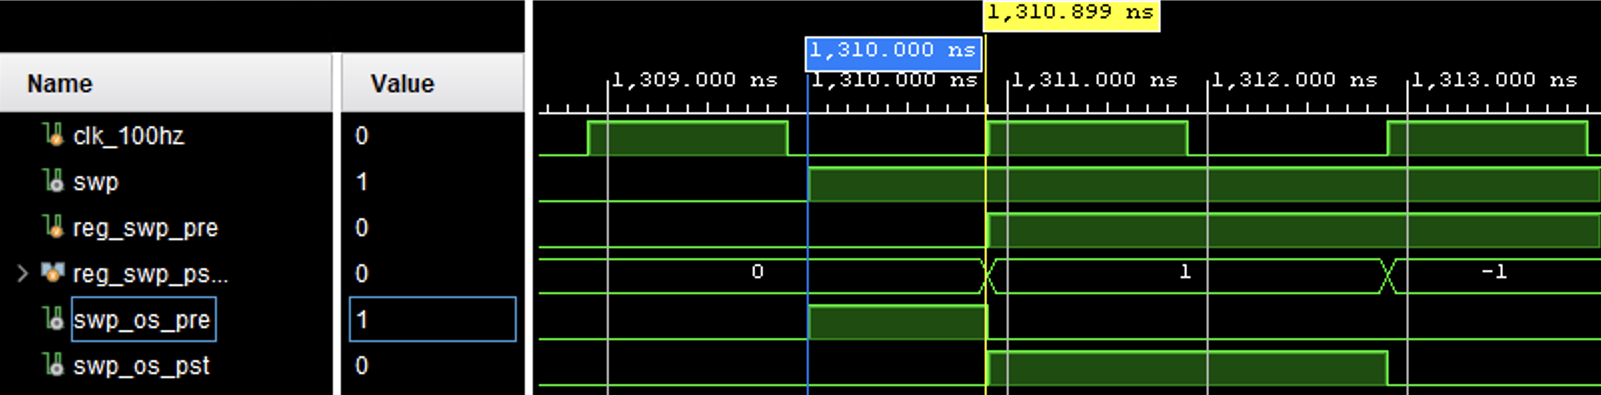 1,310.899 ns
1,310.000 ns
Name Value
1,309.000 ns 1,310.000 ns 1,311.000 ns 1,312.000 ns 1,313.000 ns
clk_100hz 0
swp 1
reg_swp_pre 0
reg_swp_ps... 0 0 1 -1
swp_os_pre 1
swp_os_pst 0